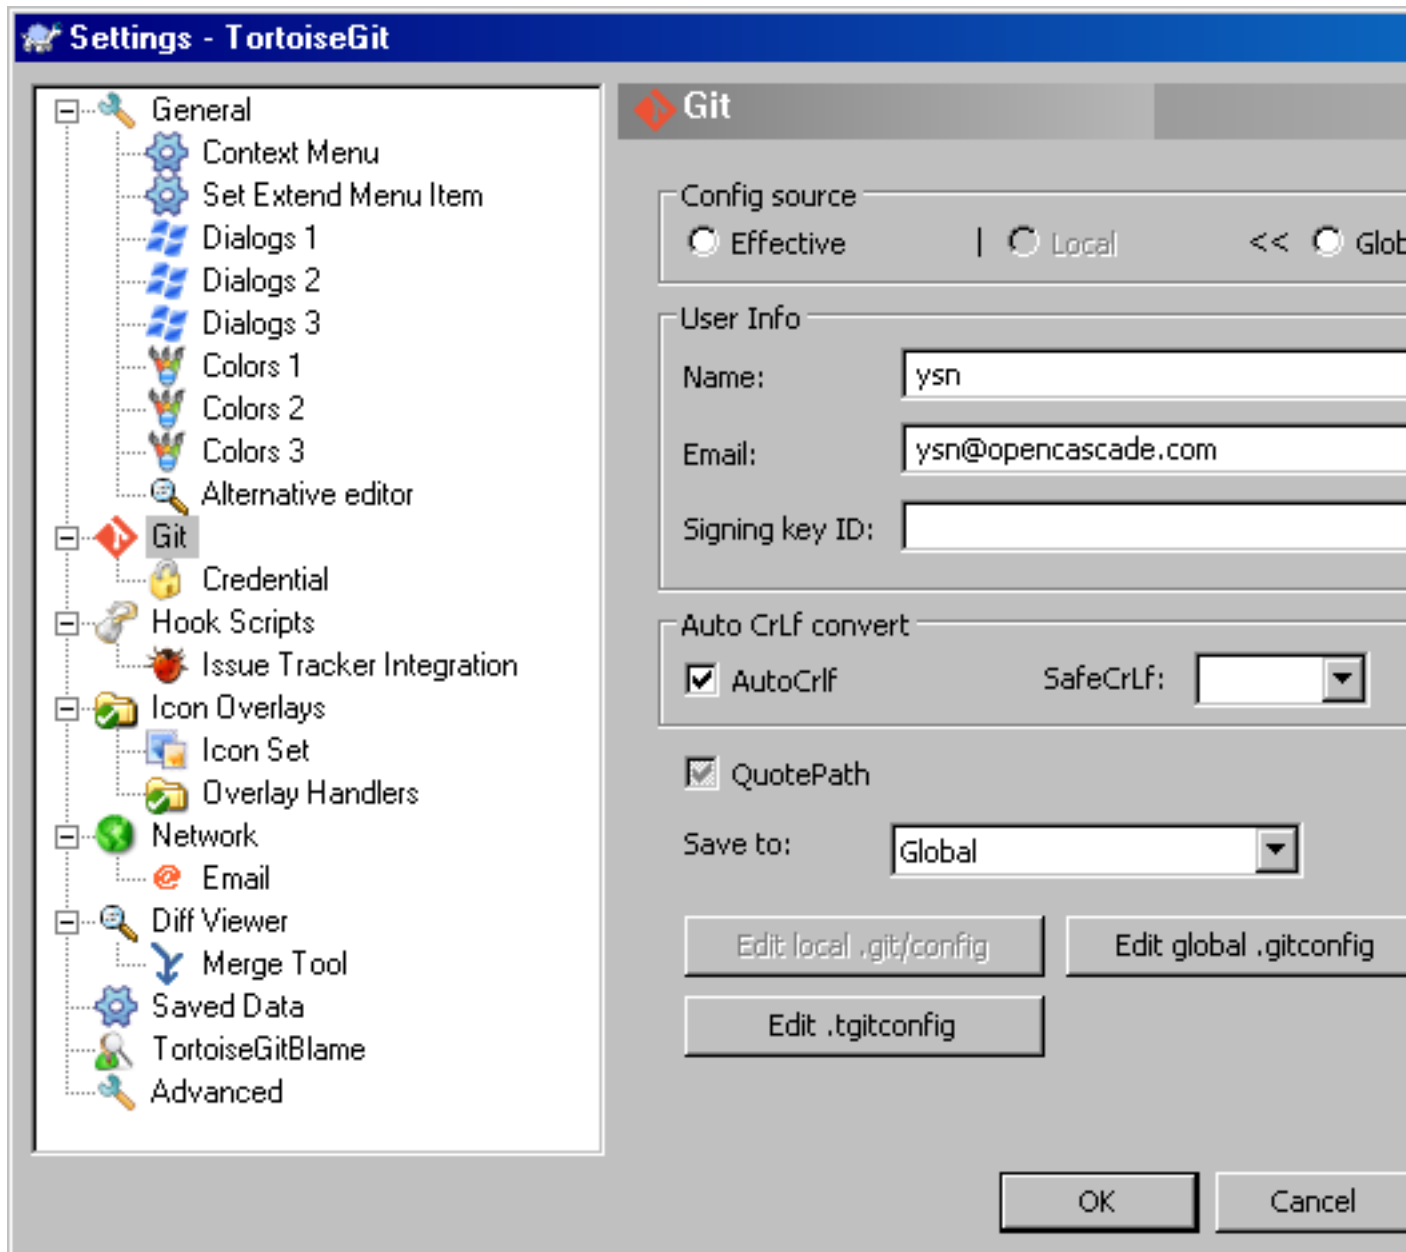 Settings - TortoiseGit
General
Context Menu
Set Extend Menu Item
Dialogs 1
Dialogs 2
Dialogs 3
Colors 1
Colors 2
Colors 3
Alternative editor
Git
Credential
Hook Scripts
Issue Tracker Integration
Icon Overlays
Icon Set
Overlay Handlers
Network
Email
Diff Viewer
Merge Tool
Saved Data
TortoiseGitBlame
Advanced
Git
Config source
Effective | Local << Glob
User Info
Name: ysn
Email: ysn@opencascade.com
Signing key ID:
Auto CrLf convert
AutoCrlf SafeCrLf:
QuotePath
Save to: Global
Edit local .git/config Edit global .gitconfig
Edit .tgitconfig
OK Cancel